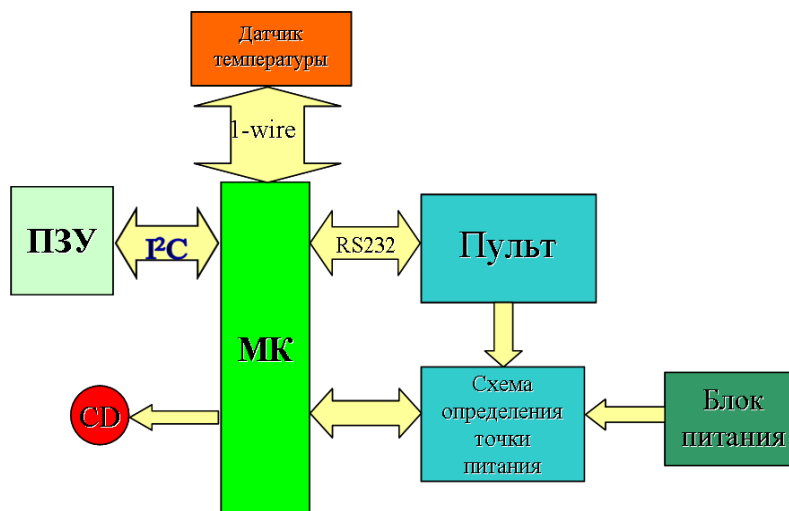 Датчик
температуры
1-wire
ПЗУ
I²C
МК
RS232
Пульт
CD
Схема
определения
точки
питания
Блок
питания